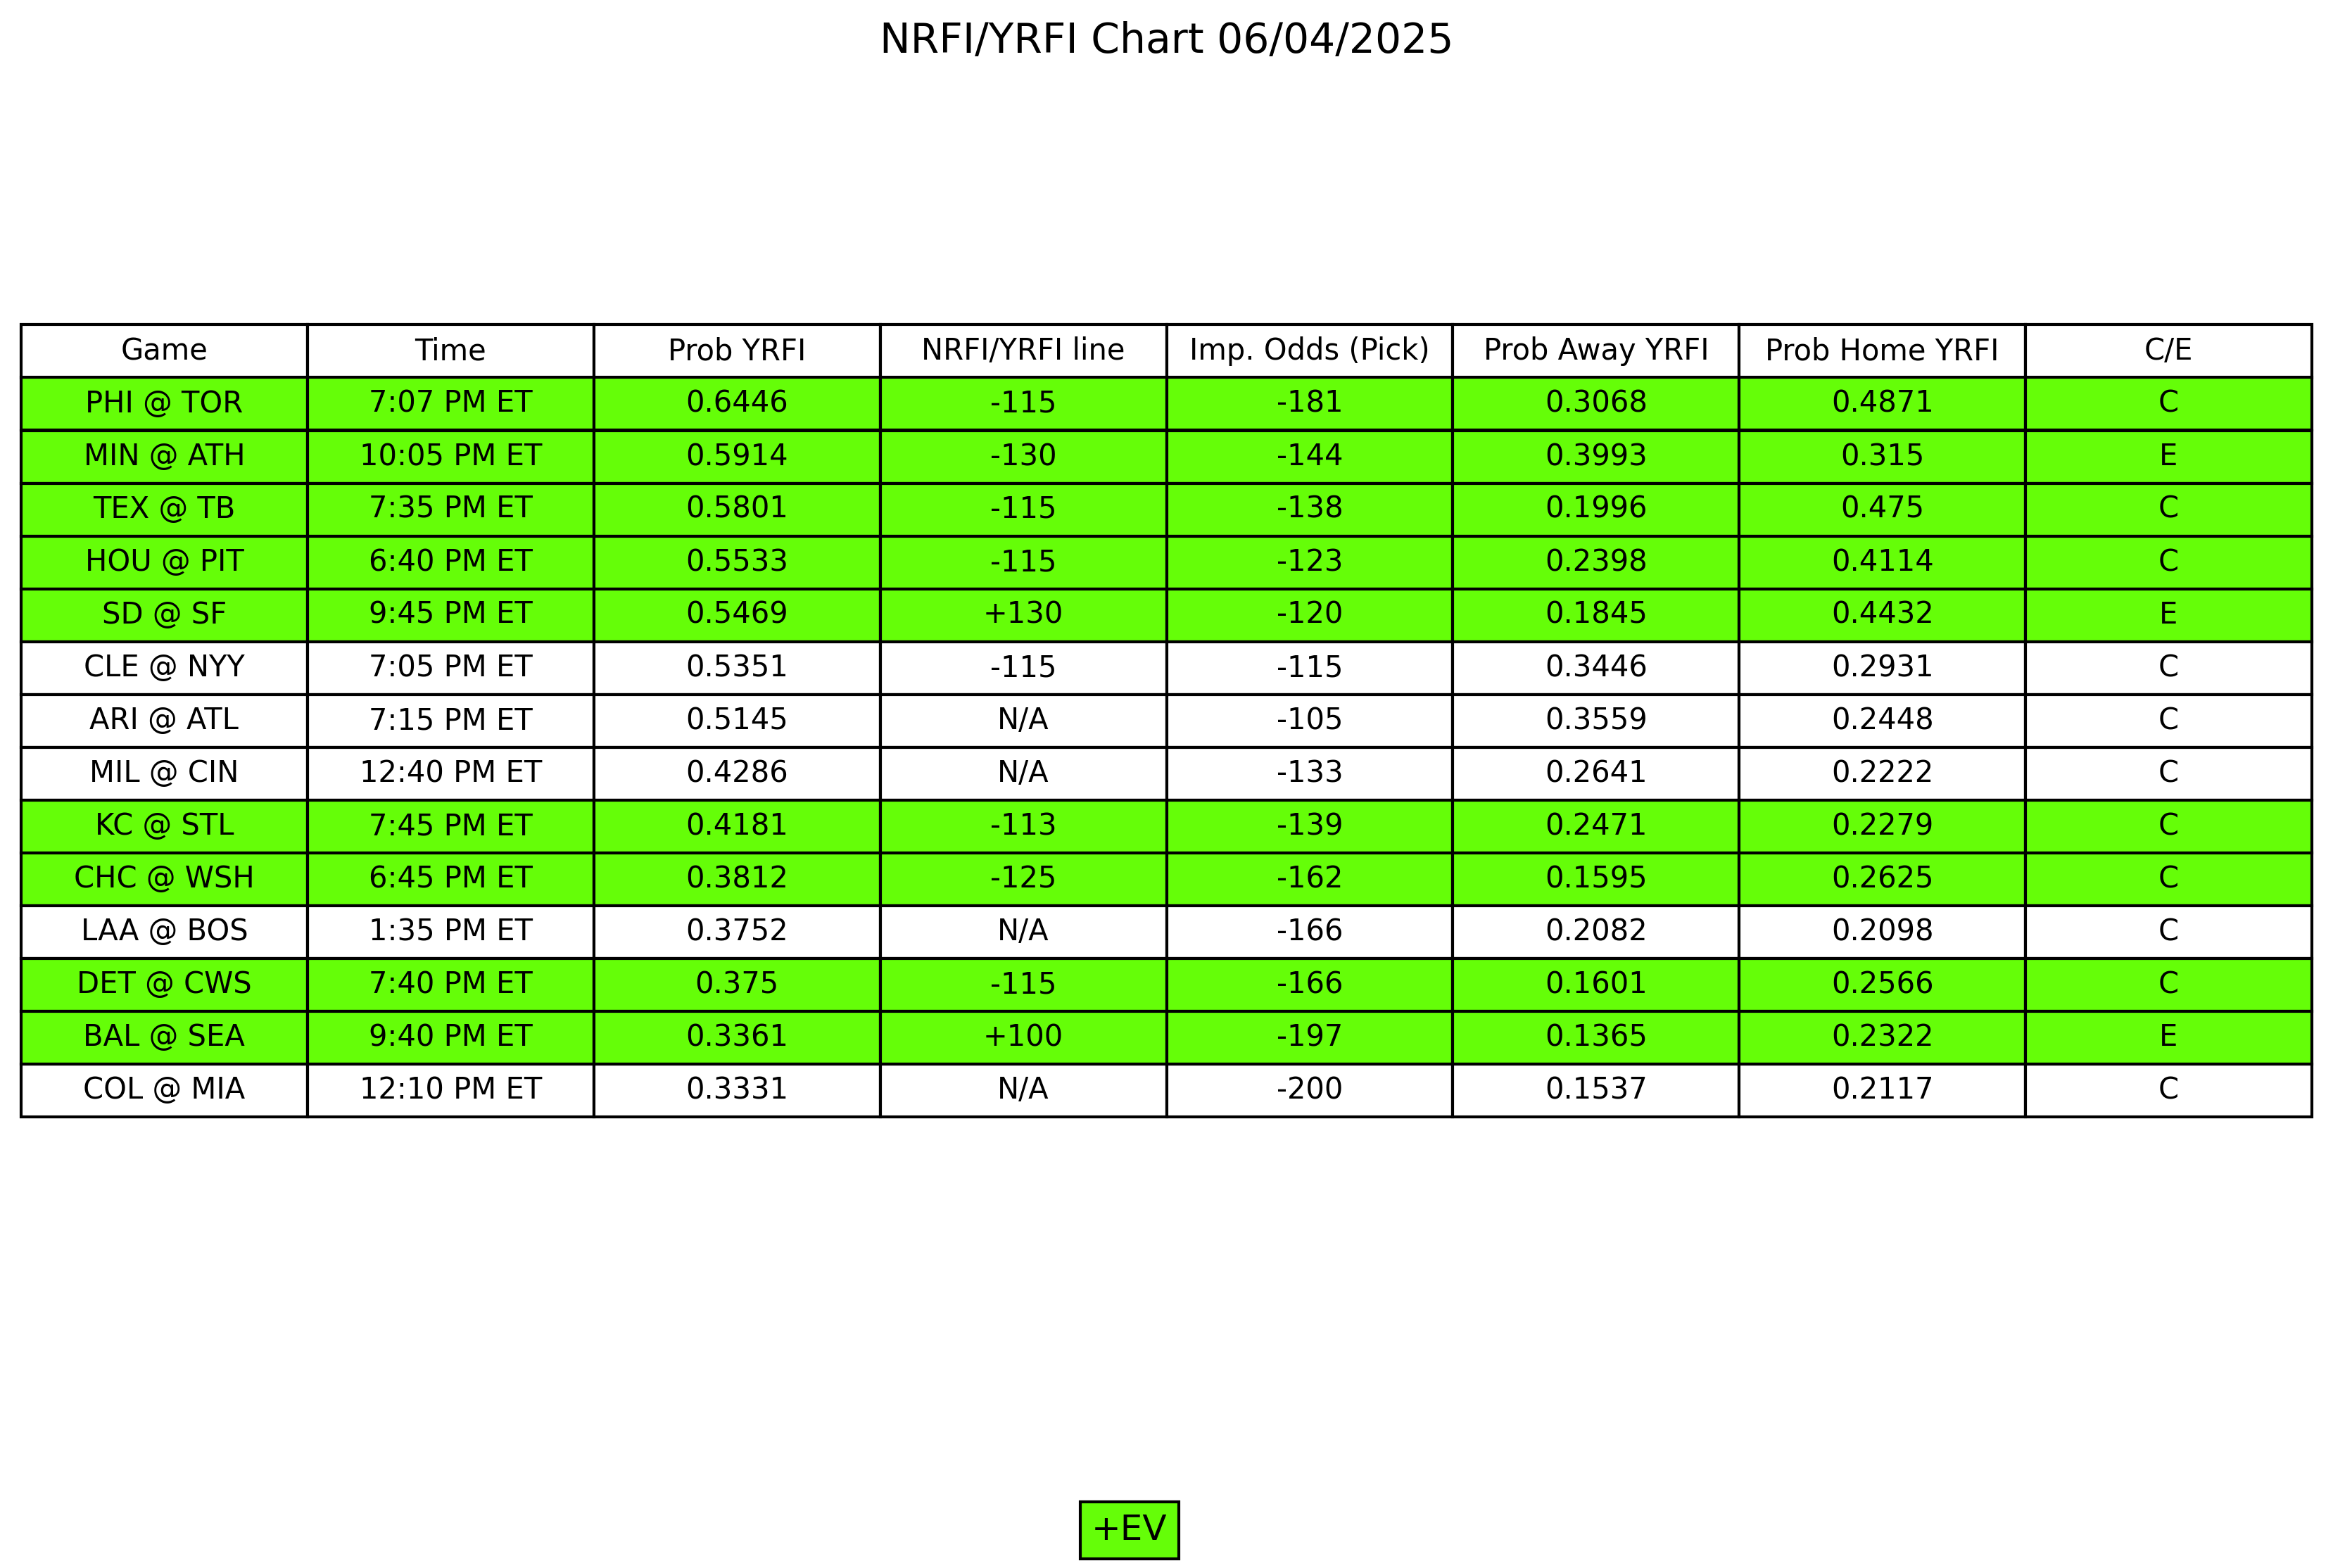 NRFI/YRFI Chart 06/04/2025
Game Time Prob YRFI NRFI/YRFI line Imp. Odds (Pick) Prob Away YRFI Prob Home YRFI C/E
PHI @ TOR 7:07 PM ET 0.6446 -115 -181 0.3068 0.4871 C
MIN @ ATH 10:05 PM ET 0.5914 -130 -144 0.3993 0.315 E
TEX @ TB 7:35 PM ET 0.5801 -115 -138 0.1996 0.475 C
HOU @ PIT 6:40 PM ET 0.5533 -115 -123 0.2398 0.4114 C
SD @ SF 9:45 PM ET 0.5469 +130 -120 0.1845 0.4432 E
CLE @ NYY 7:05 PM ET 0.5351 -115 -115 0.3446 0.2931 C
ARI @ ATL 7:15 PM ET 0.5145 N/A -105 0.3559 0.2448 C
MIL @ CIN 12:40 PM ET 0.4286 N/A -133 0.2641 0.2222 C
KC @ STL 7:45 PM ET 0.4181 -113 -139 0.2471 0.2279 C
CHC @ WSH 6:45 PM ET 0.3812 -125 -162 0.1595 0.2625 C
LAA @ BOS 1:35 PM ET 0.3752 N/A -166 0.2082 0.2098 C
DET @ CWS 7:40 PM ET 0.375 -115 -166 0.1601 0.2566 C
BAL @ SEA 9:40 PM ET 0.3361 +100 -197 0.1365 0.2322 E
COL @ MIA 12:10 PM ET 0.3331 N/A -200 0.1537 0.2117 C
+EV